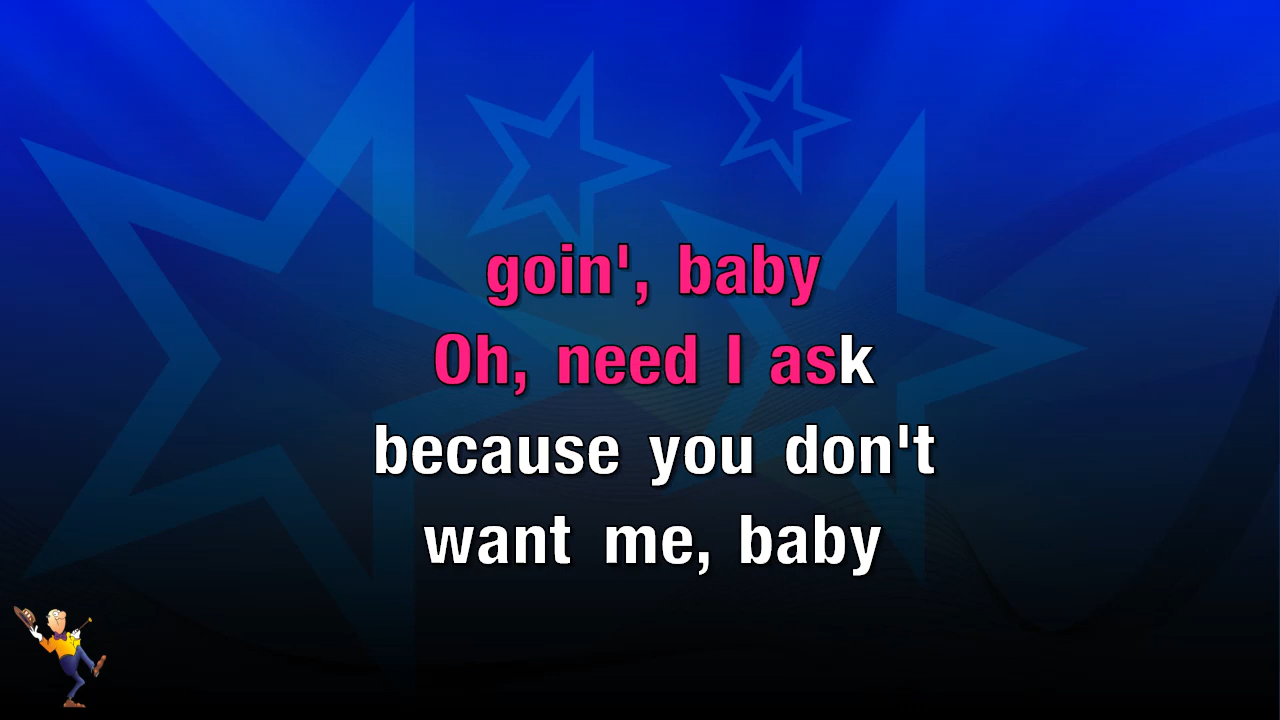 goin', baby
Oh, need I ask
because you don't
want me, baby